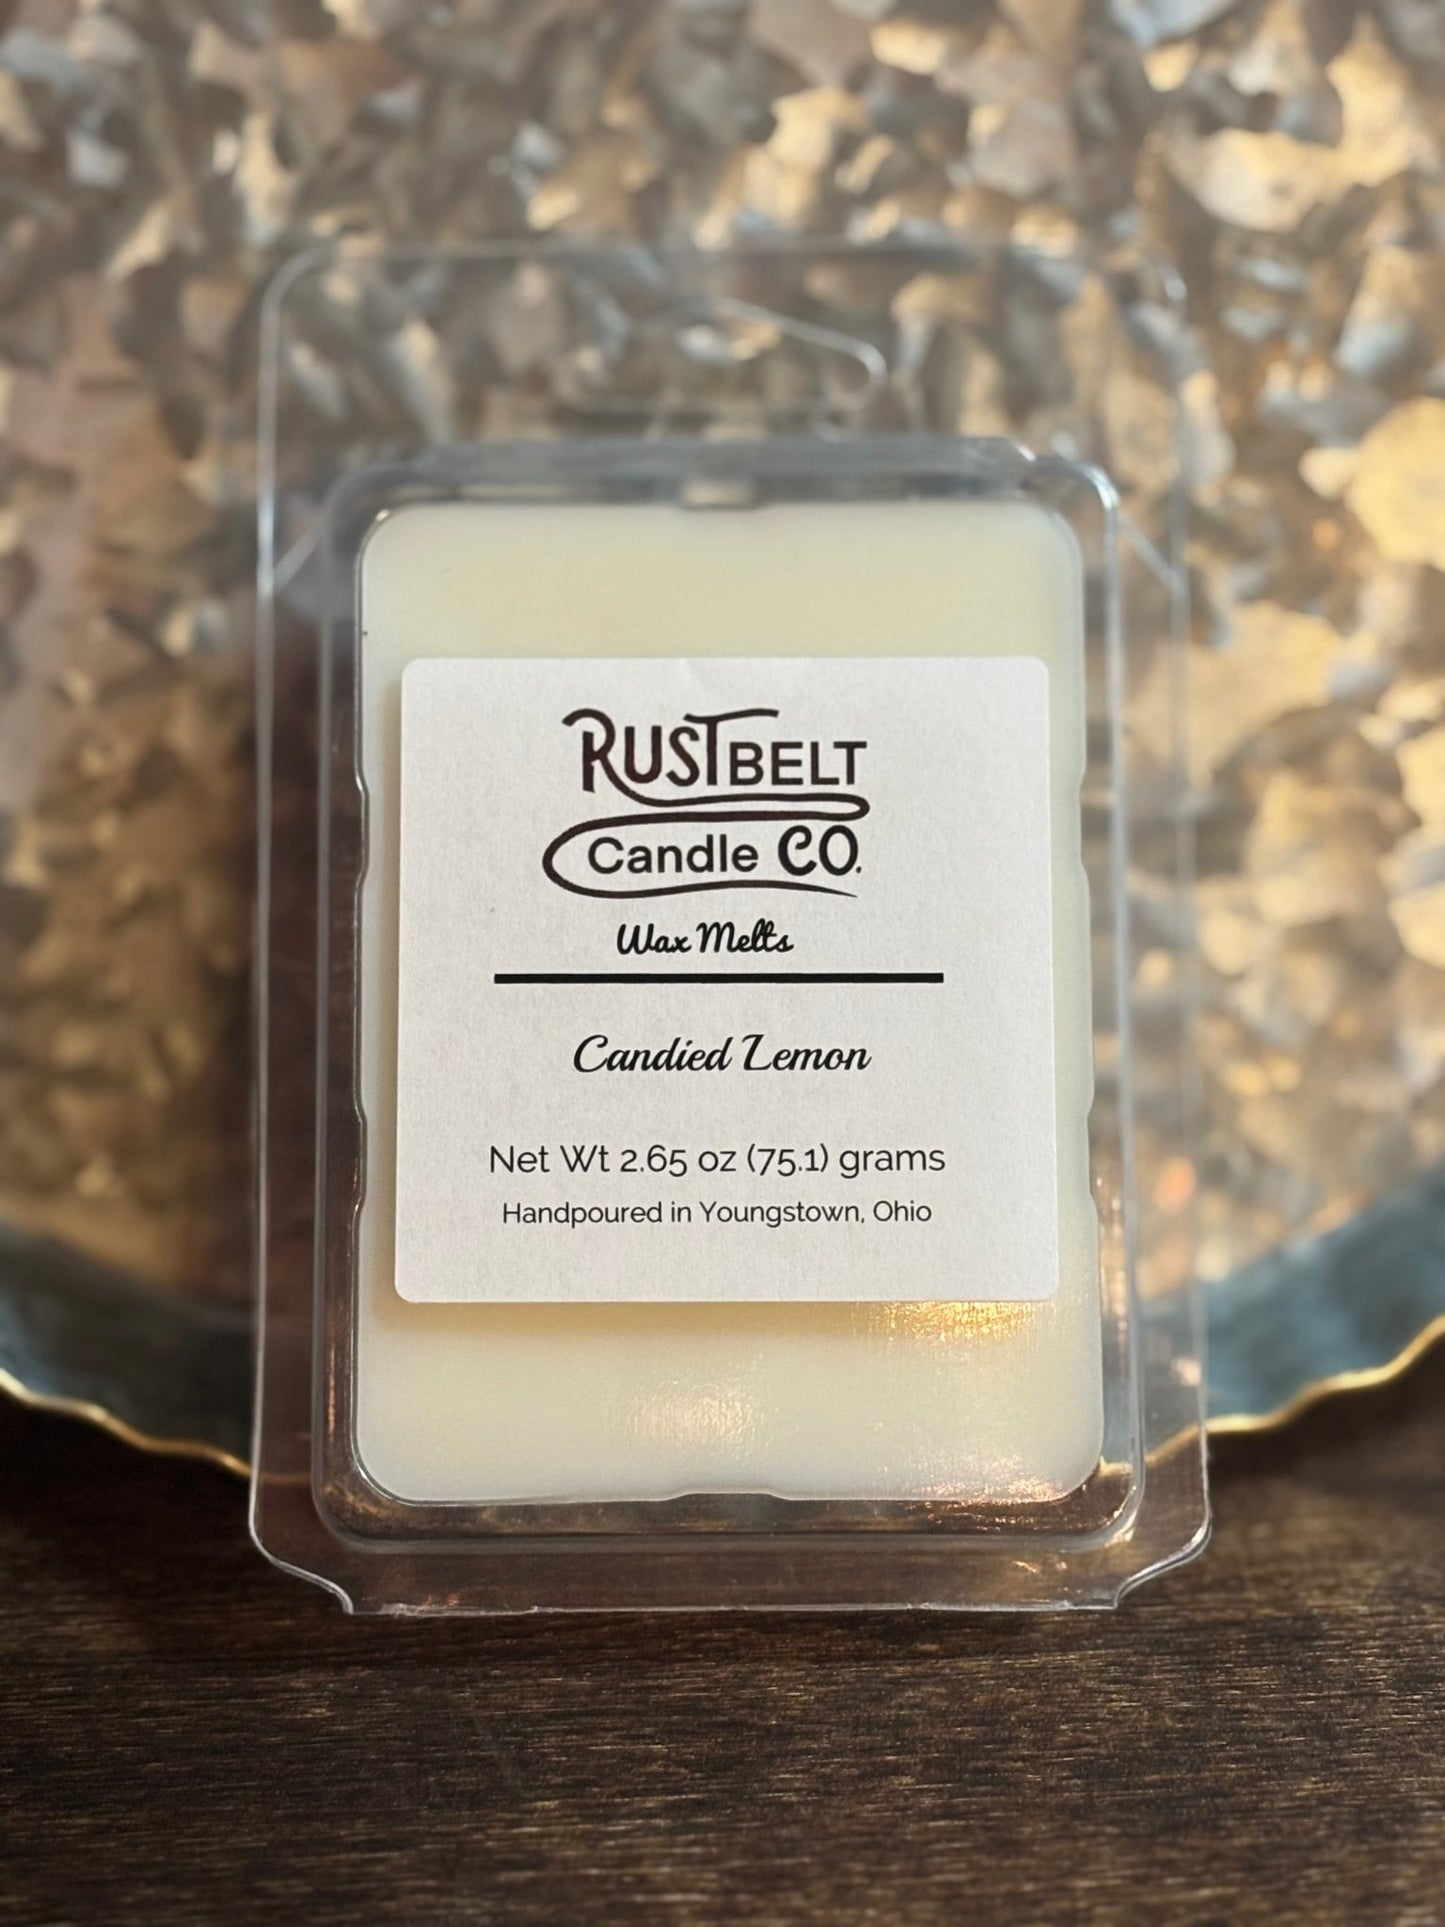 RUSTBELT
Candle CO.
Wax Melts
Candied Lemon
Net Wt 2.65 oz (75.1) grams
Handpoured in Youngstown, Ohio